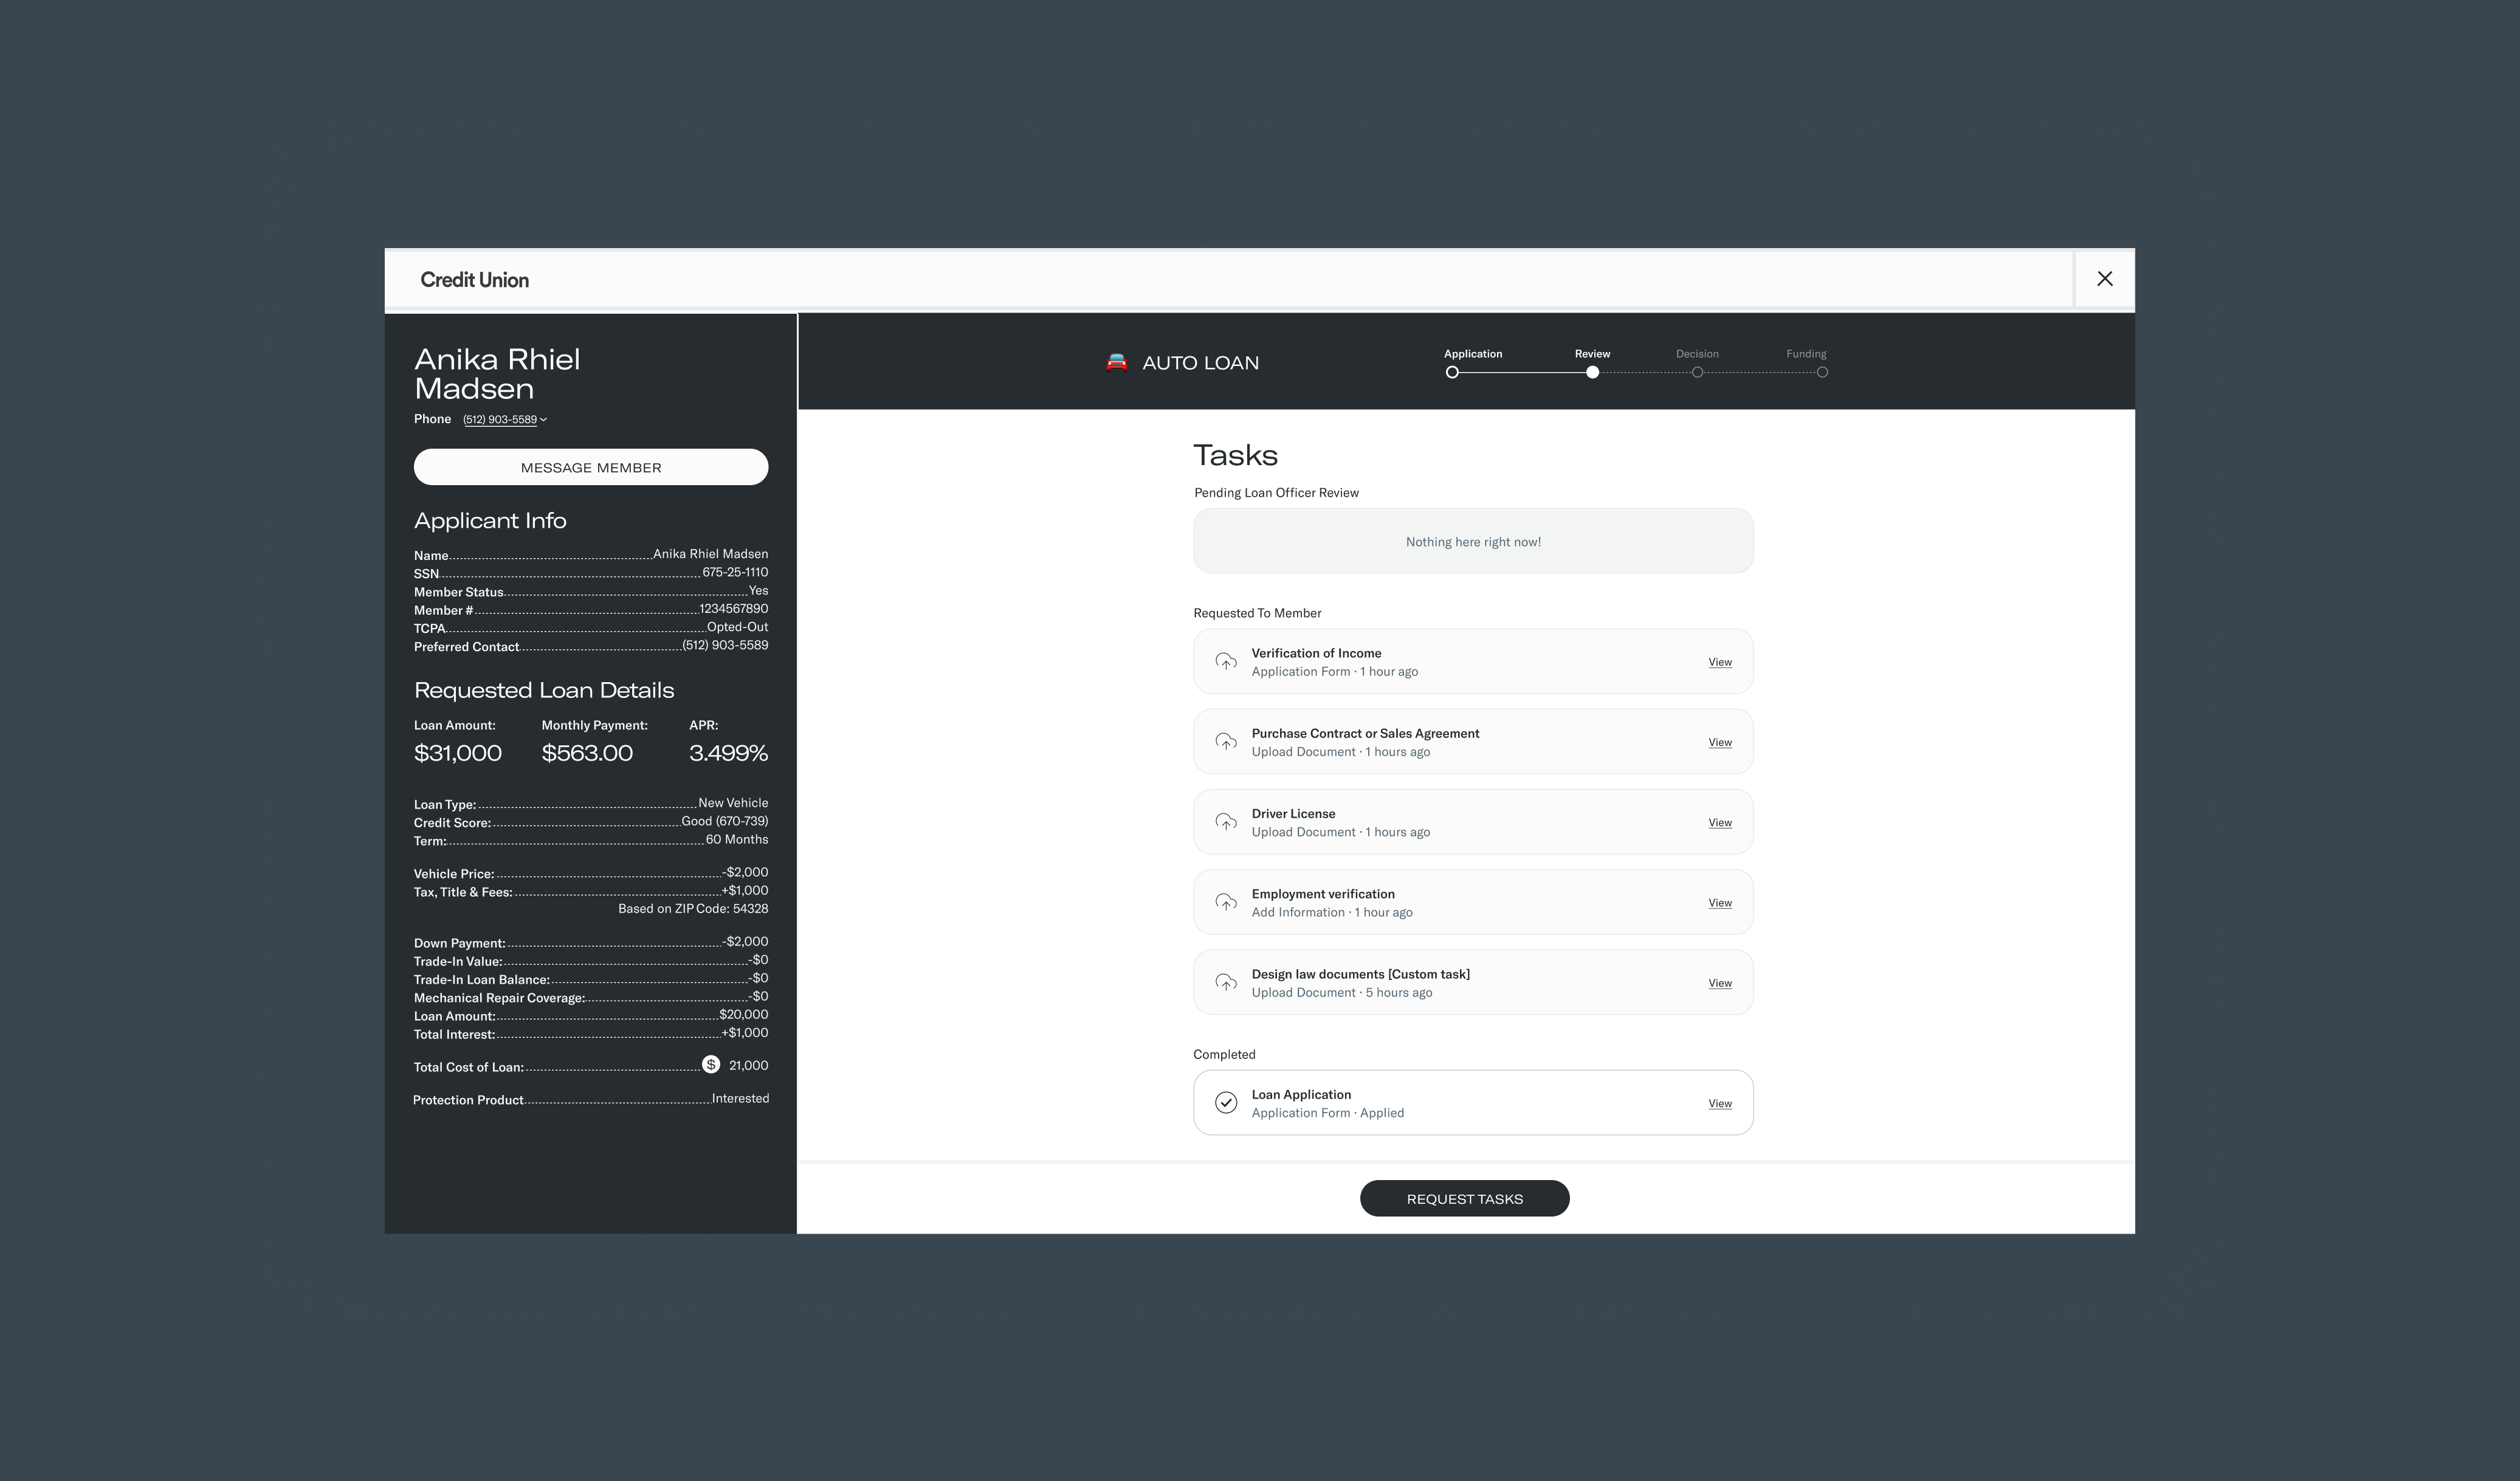 Credit Union
Anika Rhiel
Madsen
Phone (512) 903-5589
MESSAGE MEMBER
Applicant Info
Name Anika Rhiel Madsen
SSN 675-25-1110
Member Status Yes
Member # 1234567890
TCPA Opted-Out
Preferred Contact (512) 903-5589
Requested Loan Details
Loan Amount: Monthly Payment: APR:
$31,000 $563.00 3.499%
Loan Type: New Vehicle
Credit Score: Good (670-739)
Term: 60 Months
Vehicle Price: -$2,000
Tax, Title & Fees: +$1,000
Based on ZIP Code: 54328
Down Payment: -$2,000
Trade-In Value: -$0
Trade-In Loan Balance: -$0
Mechanical Repair Coverage: -$0
Loan Amount: $20,000
Total Interest: +$1,000
Total Cost of Loan: $ 21,000
Protection Product Interested
AUTO LOAN
Application Review Decision Funding
Tasks
Pending Loan Officer Review
Nothing here right now!
Requested To Member
Verification of Income
Application Form · 1 hour ago
View
Purchase Contract or Sales Agreement
Upload Document · 1 hours ago
View
Driver License
Upload Document · 1 hours ago
View
Employment verification
Add Information · 1 hour ago
View
Design law documents [Custom task]
Upload Document · 5 hours ago
View
Completed
Loan Application
Application Form · Applied
View
REQUEST TASKS